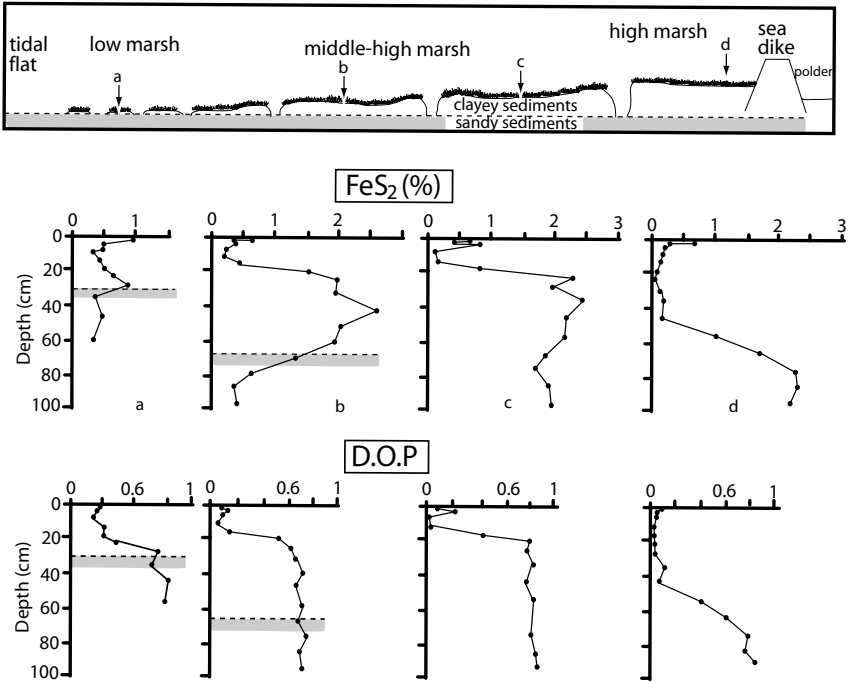 tidal
flat
low marsh
a
middle-high marsh
b
c
clayey sediments
sandy sediments
high marsh
d
sea
dike
polder
FeS2 (%)
0 1
0 1 2
0 1 2 3
0 1 2 3
Depth (cm)
0
20
40
60
80
100
a
b
c
d
D.O.P
0 0.6 1
0 0.6 1
0 0.6 1
0 0.6 1
Depth (cm)
0
20
40
60
80
100